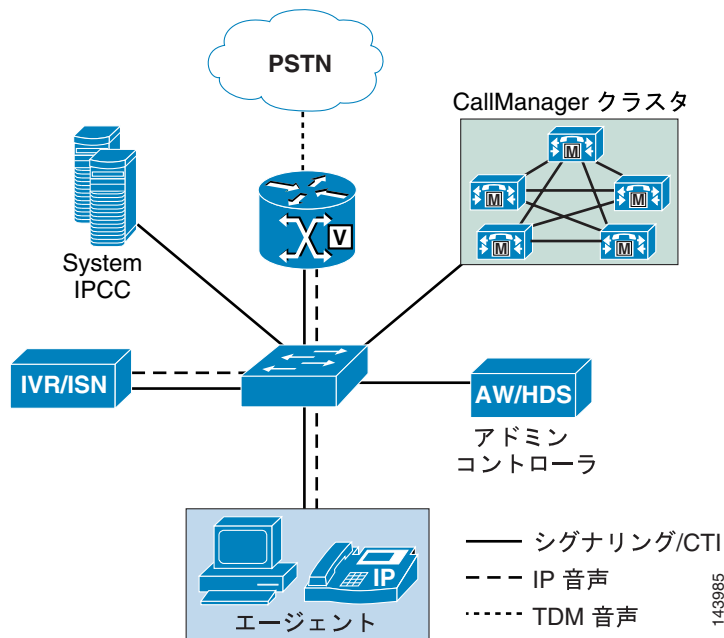 PSTN
CallManager クラスタ
M
M
M
M
M
V
System
IPCC
IVR/ISN
AW/HDS
アドミン
コントローラ
IP
エージェント
シグナリング/CTI
IP 音声
TDM 音声
143985